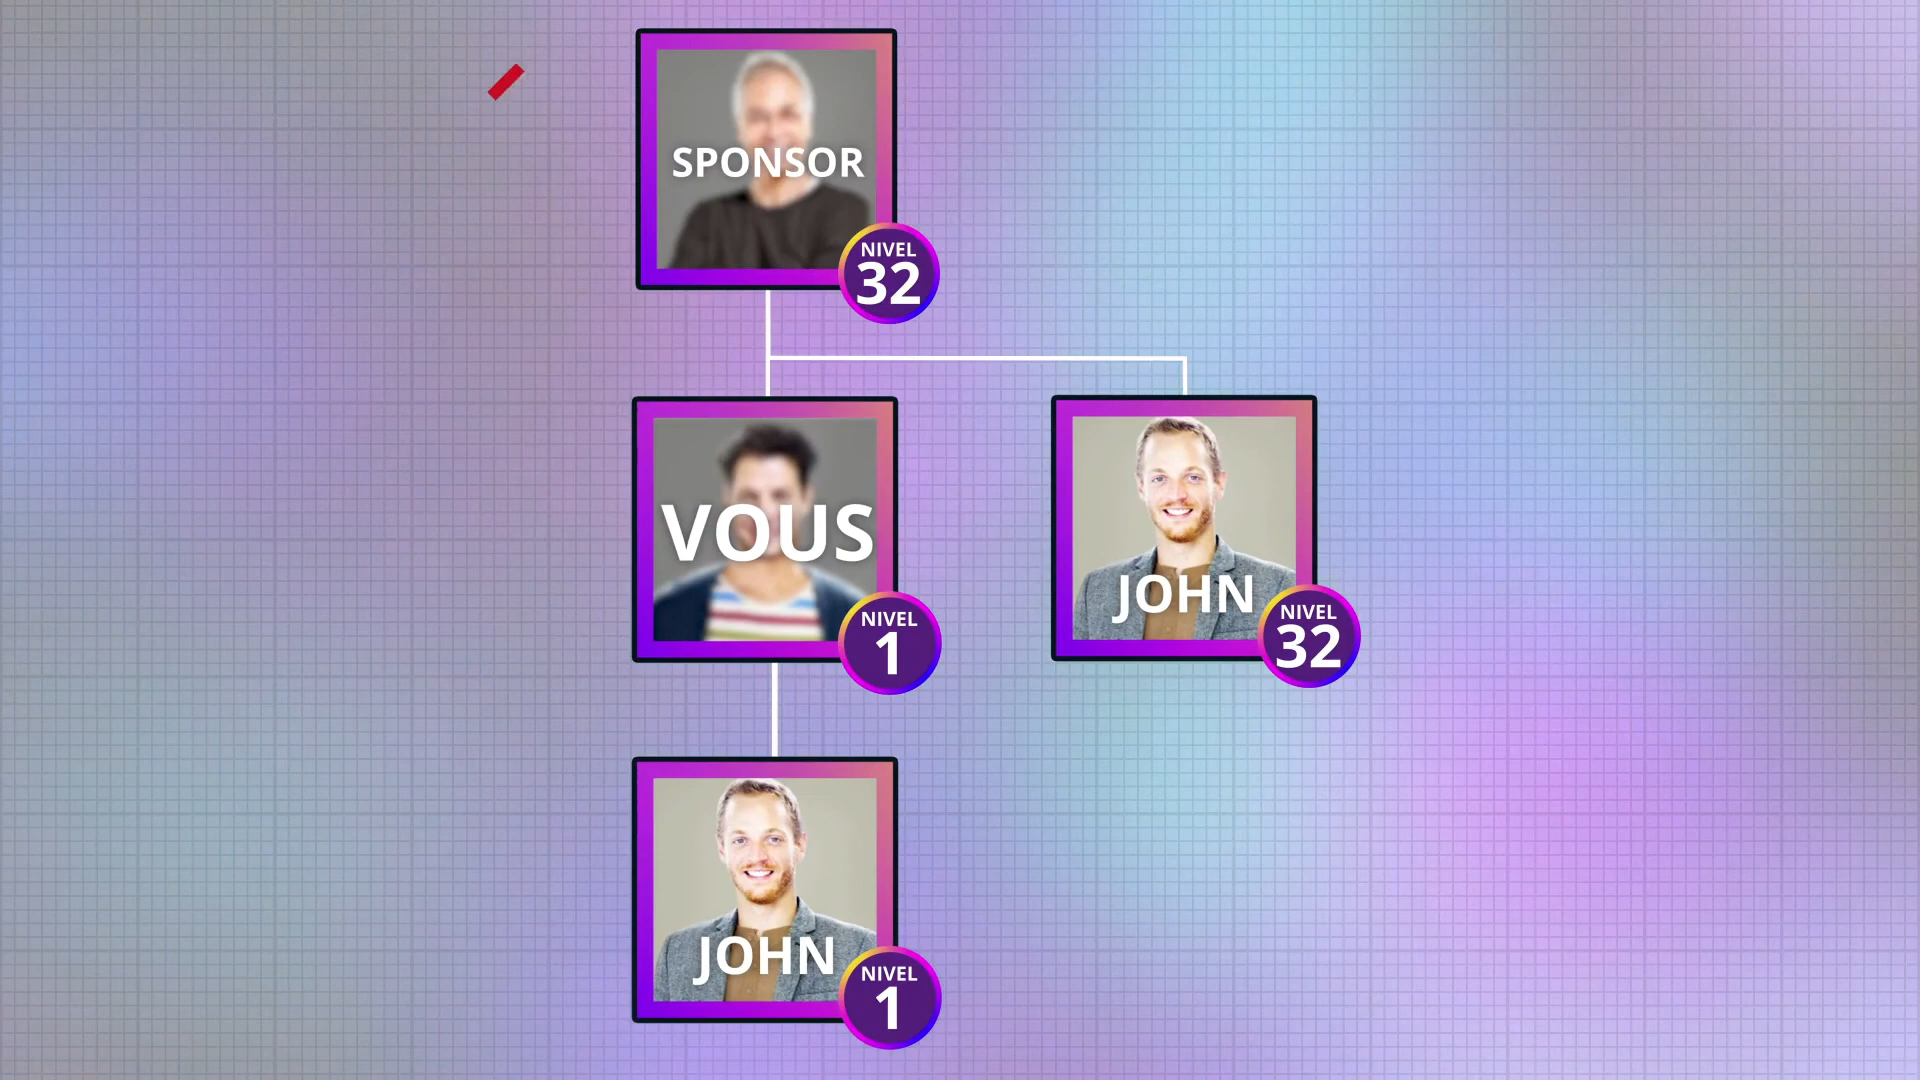 SPONSOR
NIVEL
32
VOUS
NIVEL
1
JOHN
NIVEL
32
JOHN
NIVEL
1